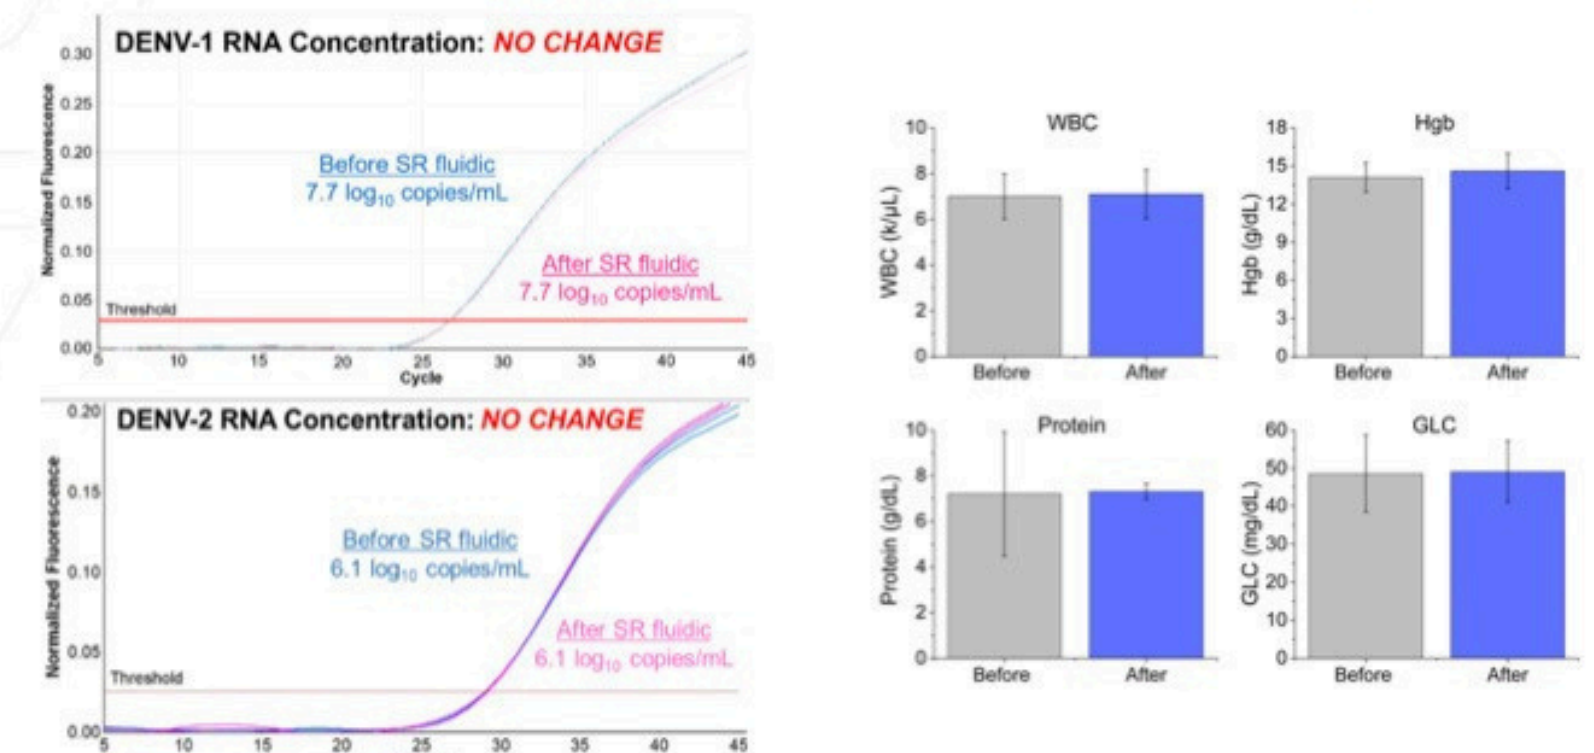 DENV-1 RNA Concentration: NO CHANGE
Normalized Fluorescence
0.30
0.25
0.20
0.15
0.10
0.05
0.00
Before SR fluidic
7.7 log₁₀ copies/mL
After SR fluidic
7.7 log₁₀ copies/mL
Threshold
5 10 15 20 25 30 35 40 45
Cycle
DENV-2 RNA Concentration: NO CHANGE
Normalized Fluorescence
0.20
0.15
0.10
0.05
0.00
Before SR fluidic
6.1 log₁₀ copies/mL
After SR fluidic
6.1 log₁₀ copies/mL
Threshold
5 10 15 20 25 30 35 40 45
WBC
WBC (k/μL)
10
8
6
4
2
0
Before After
Hgb
Hgb (g/dL)
18
15
12
9
6
3
0
Before After
Protein
Protein (g/dL)
10
8
6
4
2
0
Before After
GLC
GLC (mg/dL)
60
50
40
30
20
10
0
Before After